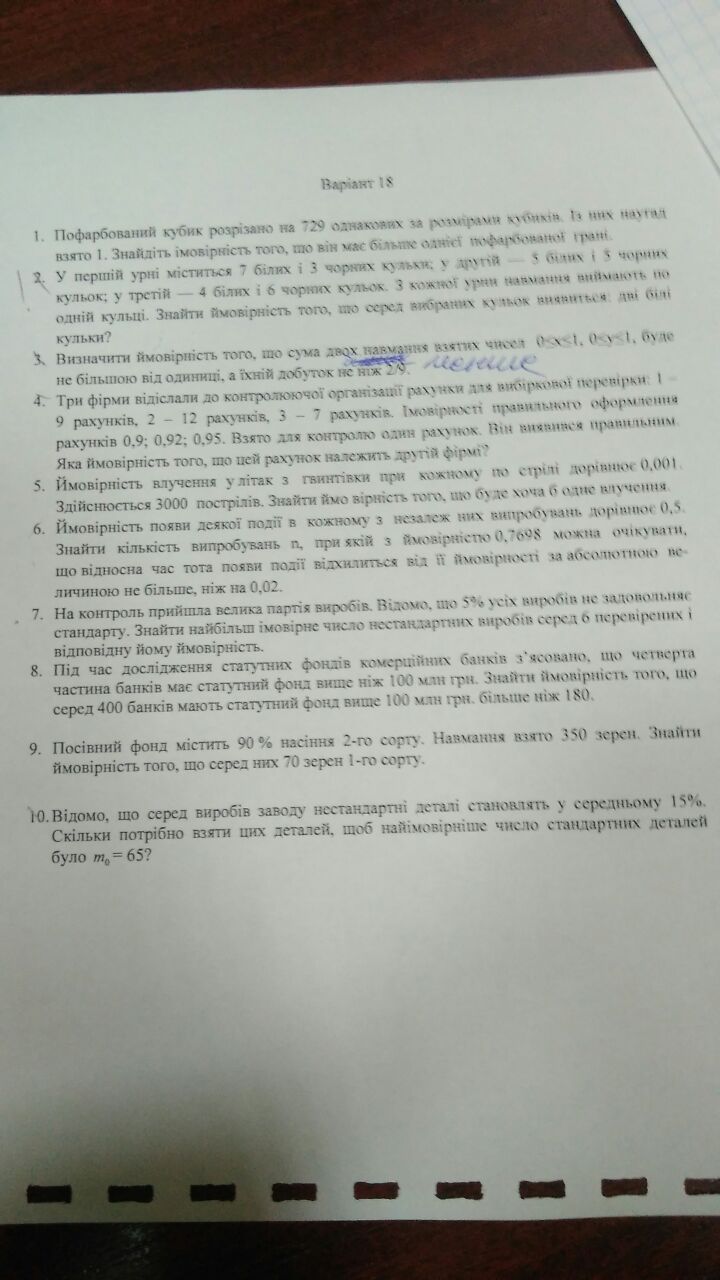 Варіант 18
1. Пофарбований кубик розрізано на 729 однакових за розмірами кубиків. Із них наугад
взято 1. Знайдіть імовірність того, що він має більше однієї пофарбованої грані.
2. У першій урні міститься 7 білих і 3 чорних кульки; у другій — 5 білих і 5 чорних
кульок; у третій — 4 білих і 6 чорних кульок. З кожної урни навмання виймають по
одній кульці. Знайти ймовірність того, що серед вибраних кульок виявиться: дві білі
кульки?
3. Визначити ймовірність того, що сума двох навмання взятих чисел 0≤x≤1, 0≤y≤1, буде
не більшою від одиниці, а їхній добуток не ніж 2/9. менше
4. Три фірми відіслали до контролюючої організації рахунки для вибіркової перевірки: 1 –
9 рахунків, 2 – 12 рахунків, 3 – 7 рахунків. Імовірності правильного оформлення
рахунків 0,9; 0,92; 0,95. Взято для контролю один рахунок. Він виявився правильним.
Яка ймовірність того, що цей рахунок належить другій фірмі?
5. Ймовірність влучення у літак з гвинтівки при кожному по стрілі дорівнює 0,001.
Здійснюється 3000 пострілів. Знайти ймо вірність того, що буде хоча б одне влучення.
6. Ймовірність появи деякої події в кожному з незалеж них випробувань дорівнює 0,5.
Знайти кількість випробувань n, при якій з ймовірністю 0,7698 можна очікувати,
що відносна час тота появи події відхилиться від її ймовірності за абсолютною ве-
личиною не більше, ніж на 0,02.
7. На контроль прийшла велика партія виробів. Відомо, що 5% усіх виробів не задовольняє
стандарту. Знайти найбільш імовірне число нестандартних виробів серед 6 перевірених і
відповідну йому ймовірність.
8. Під час дослідження статутних фондів комерційних банків з’ясовано, що четверта
частина банків має статутний фонд вище ніж 100 млн грн. Знайти ймовірність того, що
серед 400 банків мають статутний фонд вище 100 млн грн. більше ніж 180.
9. Посівний фонд містить 90 % насіння 2-го сорту. Навмання взято 350 зерен. Знайти
ймовірність того, що серед них 70 зерен 1-го сорту.
10. Відомо, що серед виробів заводу нестандартні деталі становлять у середньому 15%.
Скільки потрібно взяти цих деталей, щоб найімовірніше число стандартних деталей
було m₀ = 65?